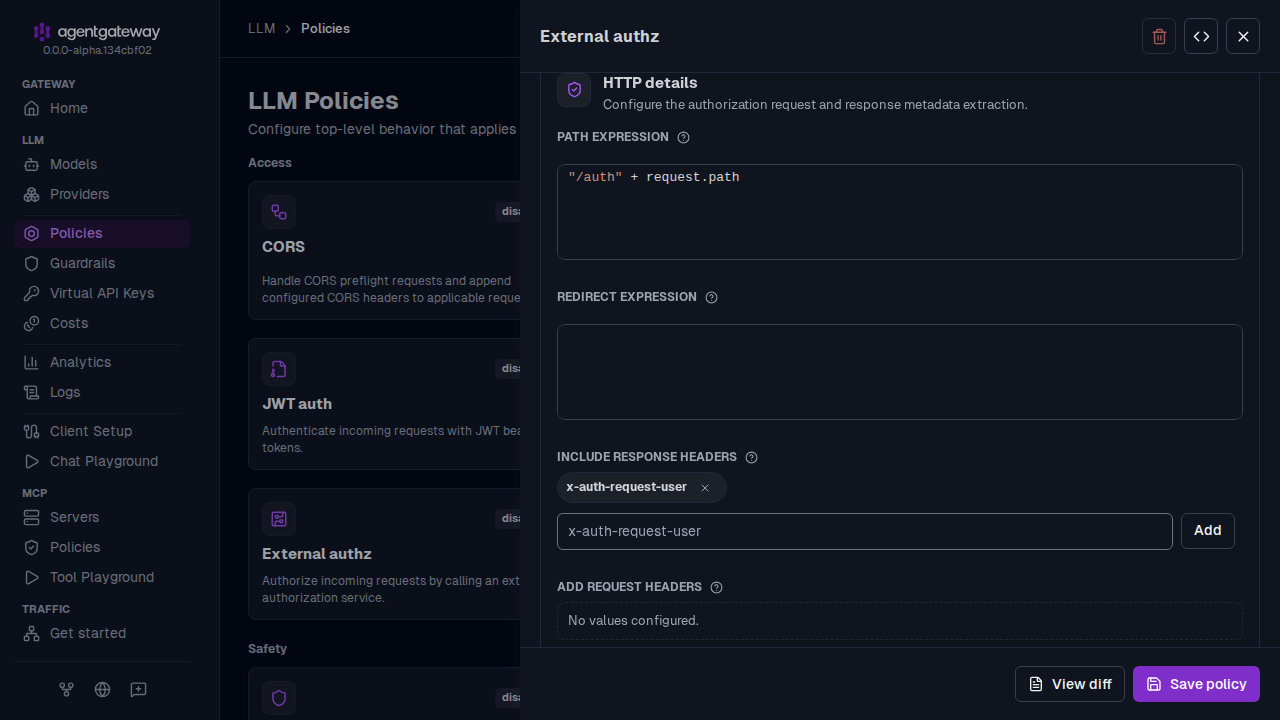 agentgateway
0.0.0-alpha.134cbf02
GATEWAY
Home
LLM
Models
Providers
Policies
Guardrails
Virtual API Keys
Costs
Analytics
Logs
Client Setup
Chat Playground
MCP
Servers
Policies
Tool Playground
TRAFFIC
Get started
LLM
Policies
LLM Policies
Configure top-level behavior that applies
Access
CORS
Handle CORS preflight requests and append
configured CORS headers to applicable
JWT auth
Authenticate incoming requests with JWT
tokens.
External authz
Authorize incoming requests by calling an
authorization service.
Safety
External authz
HTTP details
Configure the authorization request and response metadata extraction.
PATH EXPRESSION
"/auth" + request.path
REDIRECT EXPRESSION
INCLUDE RESPONSE HEADERS
x-auth-request-user
x-auth-request-user
Add
ADD REQUEST HEADERS
No values configured.
View diff
Save policy